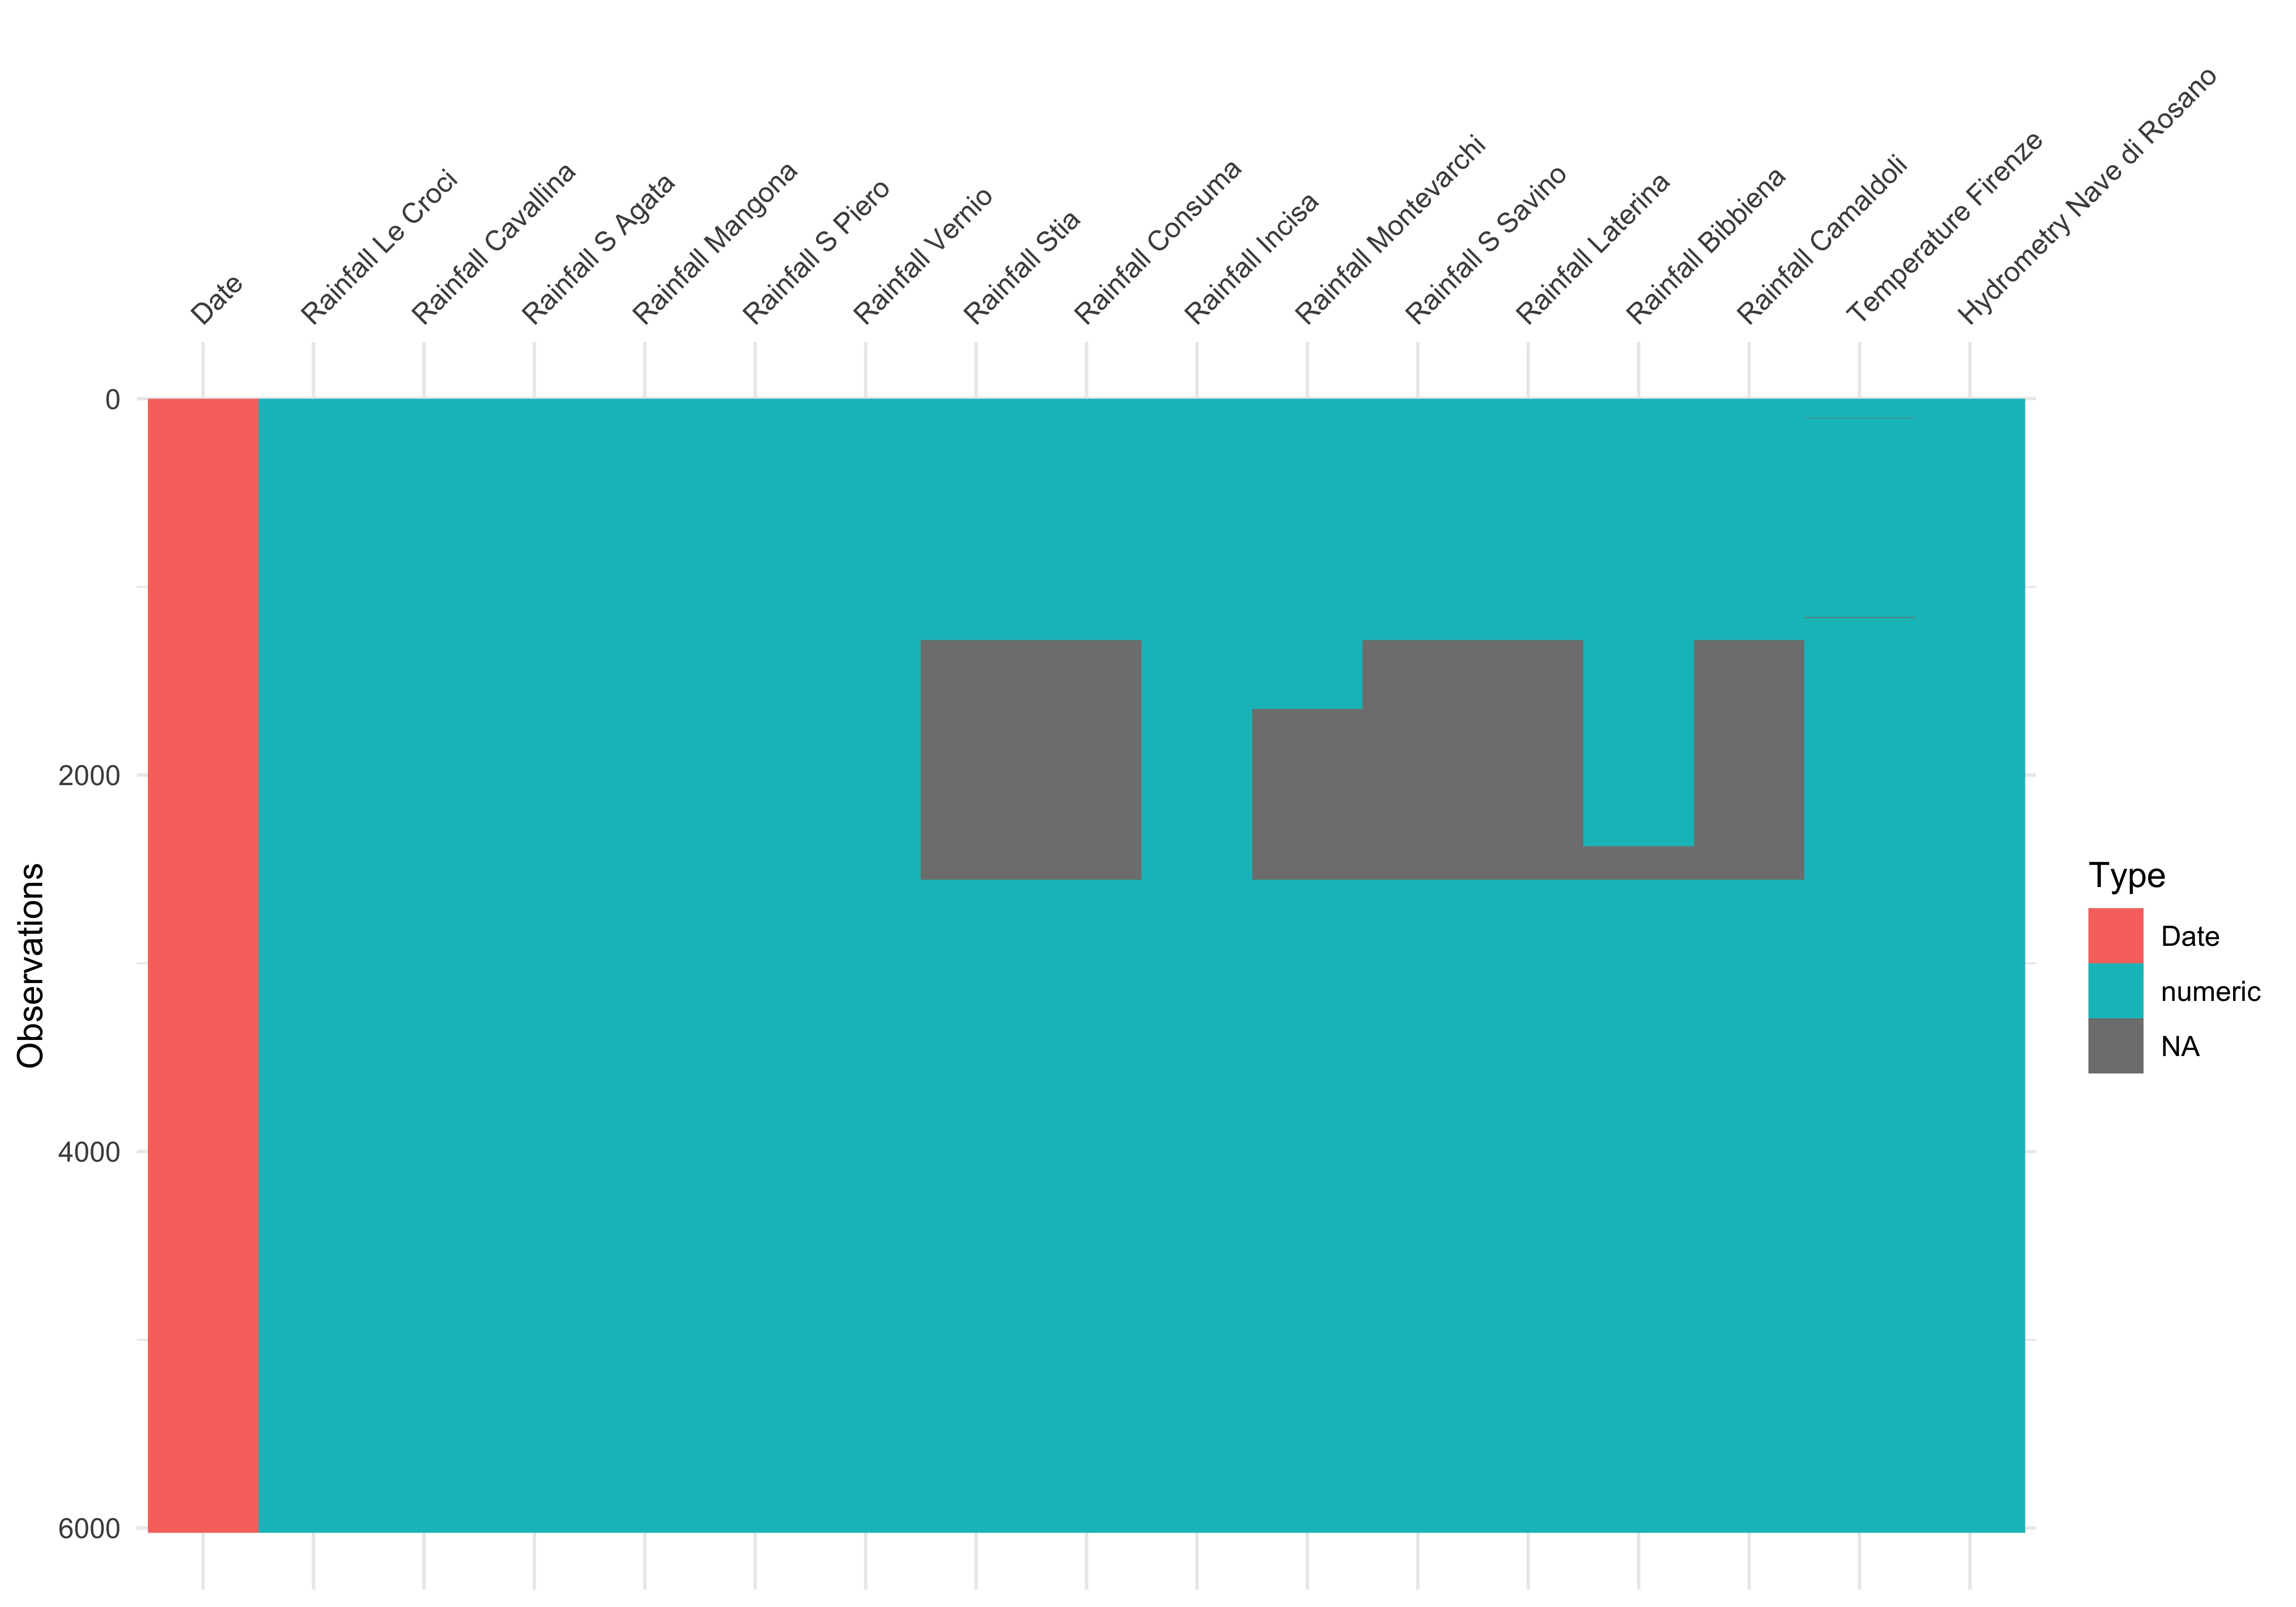 Date
Rainfall Le Croci
Rainfall Cavallina
Rainfall S Agata
Rainfall Mangona
Rainfall S Piero
Rainfall Vernio
Rainfall Stia
Rainfall Consuma
Rainfall Incisa
Rainfall Montevarchi
Rainfall S Savino
Rainfall Laterina
Rainfall Bibbiena
Rainfall Camaldoli
Temperature Firenze
Hydrometry Nave di Rosano
0
2000
4000
6000
Observations
Type
Date
numeric
NA